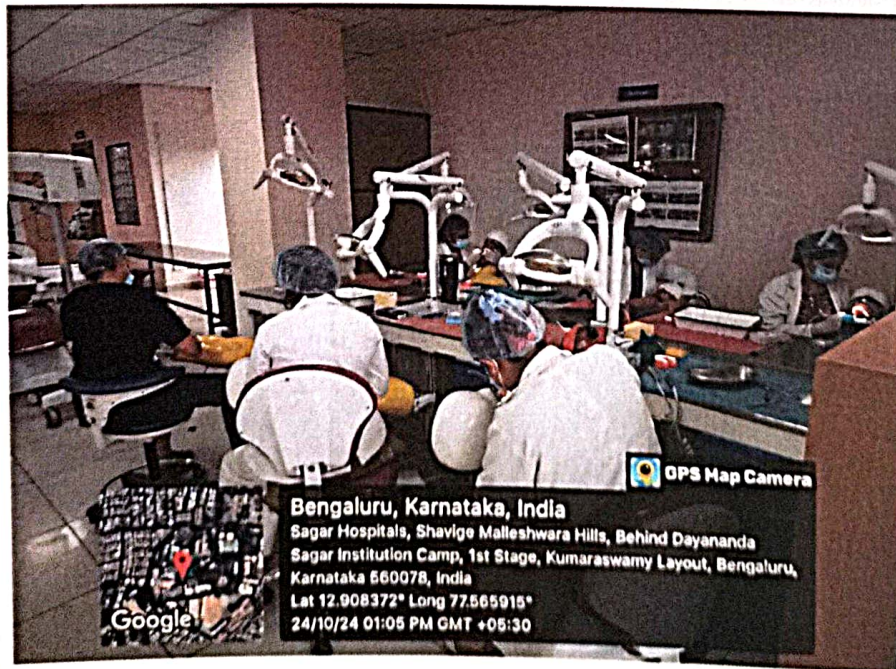 GPS Map Camera
Bengaluru, Karnataka, India
Sagar Hospitals, Shavige Malleshwara Hills, Behind Dayananda
Sagar Institution Camp, 1st Stage, Kumaraswamy Layout, Bengaluru,
Karnataka 560078, India
Lat 12.908372° Long 77.565915°
24/10/24 01:05 PM GMT +05:30
Google